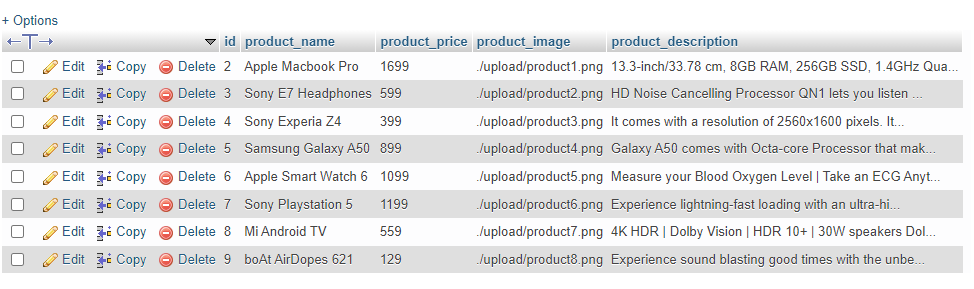 + Options
←T→ id product_name product_price product_image product_description
Edit Copy Delete 2 Apple Macbook Pro 1699 ./upload/product1.png 13.3-inch/33.78 cm, 8GB RAM, 256GB SSD, 1.4GHz Qua...
Edit Copy Delete 3 Sony E7 Headphones 599 ./upload/product2.png HD Noise Cancelling Processor QN1 lets you listen ...
Edit Copy Delete 4 Sony Experia Z4 399 ./upload/product3.png It comes with a resolution of 2560x1600 pixels. It...
Edit Copy Delete 5 Samsung Galaxy A50 899 ./upload/product4.png Galaxy A50 comes with Octa-core Processor that mak...
Edit Copy Delete 6 Apple Smart Watch 6 1099 ./upload/product5.png Measure your Blood Oxygen Level | Take an ECG Anyt...
Edit Copy Delete 7 Sony Playstation 5 1199 ./upload/product6.png Experience lightning-fast loading with an ultra-hi...
Edit Copy Delete 8 Mi Android TV 559 ./upload/product7.png 4K HDR | Dolby Vision | HDR 10+ | 30W speakers Dol...
Edit Copy Delete 9 boAt AirDopes 621 129 ./upload/product8.png Experience sound blasting good times with the unbe...